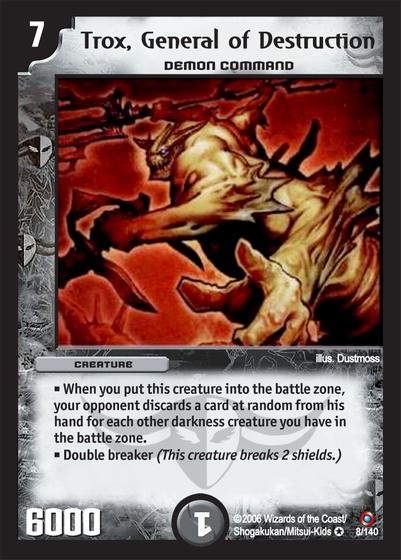 7
Trox, General of Destruction
DEMON COMMAND
illus. Dustmoss
CREATURE
▪ When you put this creature into the battle zone,
your opponent discards a card at random from his
hand for each other darkness creature you have in
the battle zone.
▪ Double breaker (This creature breaks 2 shields.)
6000
1
©2006 Wizards of the Coast/
Shogakukan/Mitsui-Kids ✪ 8/140